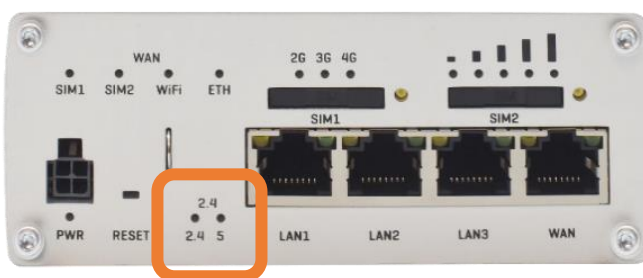 WAN
SIM1 SIM2 WiFi ETH
2G 3G 4G
SIM1
SIM2
2.4
2.4 5
PWR RESET
LAN1 LAN2 LAN3 WAN